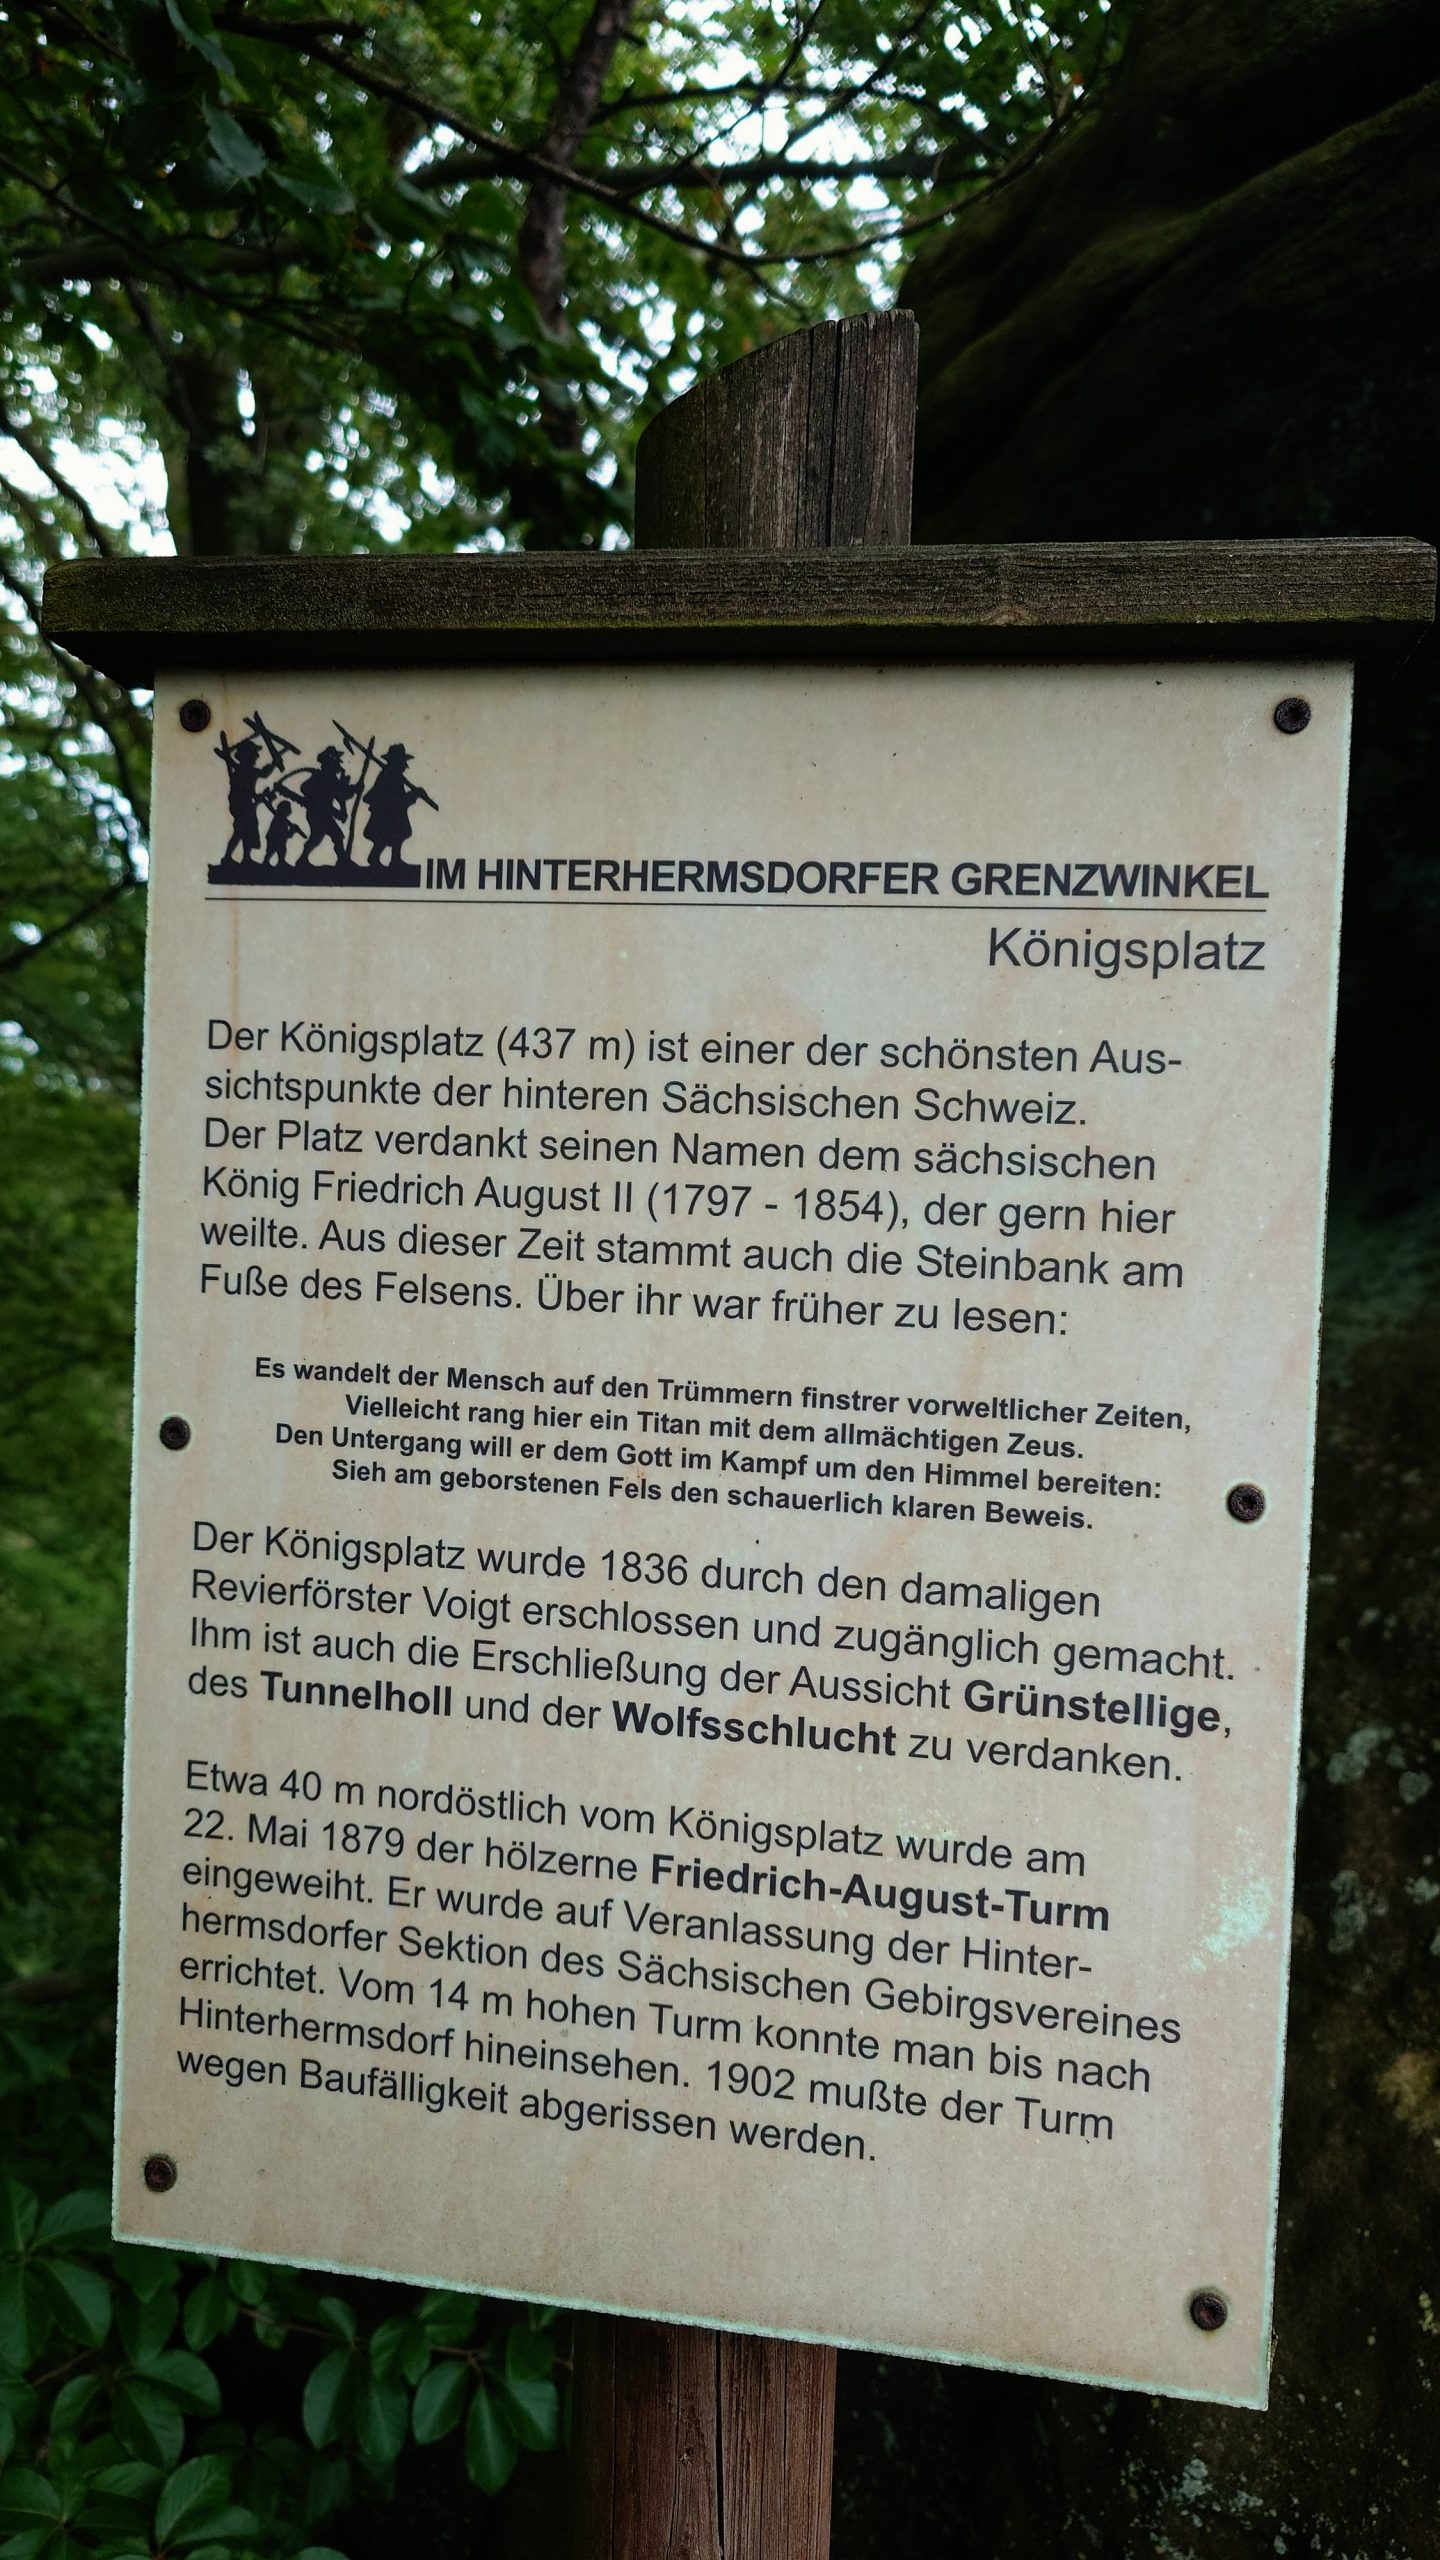 IM HINTERHERMSDORFER GRENZWINKEL
Königsplatz
Der Königsplatz (437 m) ist einer der schönsten Aus-
sichtspunkte der hinteren Sächsischen Schweiz.
Der Platz verdankt seinen Namen dem sächsischen
König Friedrich August II (1797 - 1854), der gern hier
weilte. Aus dieser Zeit stammt auch die Steinbank am
Fuße des Felsens. Über ihr war früher zu lesen:
Es wandelt der Mensch auf den Trümmern finstrer vorweltlicher Zeiten,
Vielleicht rang hier ein Titan mit dem allmächtigen Zeus.
Den Untergang will er dem Gott im Kampf um den Himmel bereiten:
Sieh am geborstenen Fels den schauerlich klaren Beweis.
Der Königsplatz wurde 1836 durch den damaligen
Revierförster Voigt erschlossen und zugänglich gemacht.
Ihm ist auch die Erschließung der Aussicht Grünstellige,
des Tunnelholl und der Wolfsschlucht zu verdanken.
Etwa 40 m nordöstlich vom Königsplatz wurde am
22. Mai 1879 der hölzerne Friedrich-August-Turm
eingeweiht. Er wurde auf Veranlassung der Hinter-
hermsdorfer Sektion des Sächsischen Gebirgsvereines
errichtet. Vom 14 m hohen Turm konnte man bis nach
Hinterhermsdorf hineinsehen. 1902 mußte der Turm
wegen Baufälligkeit abgerissen werden.